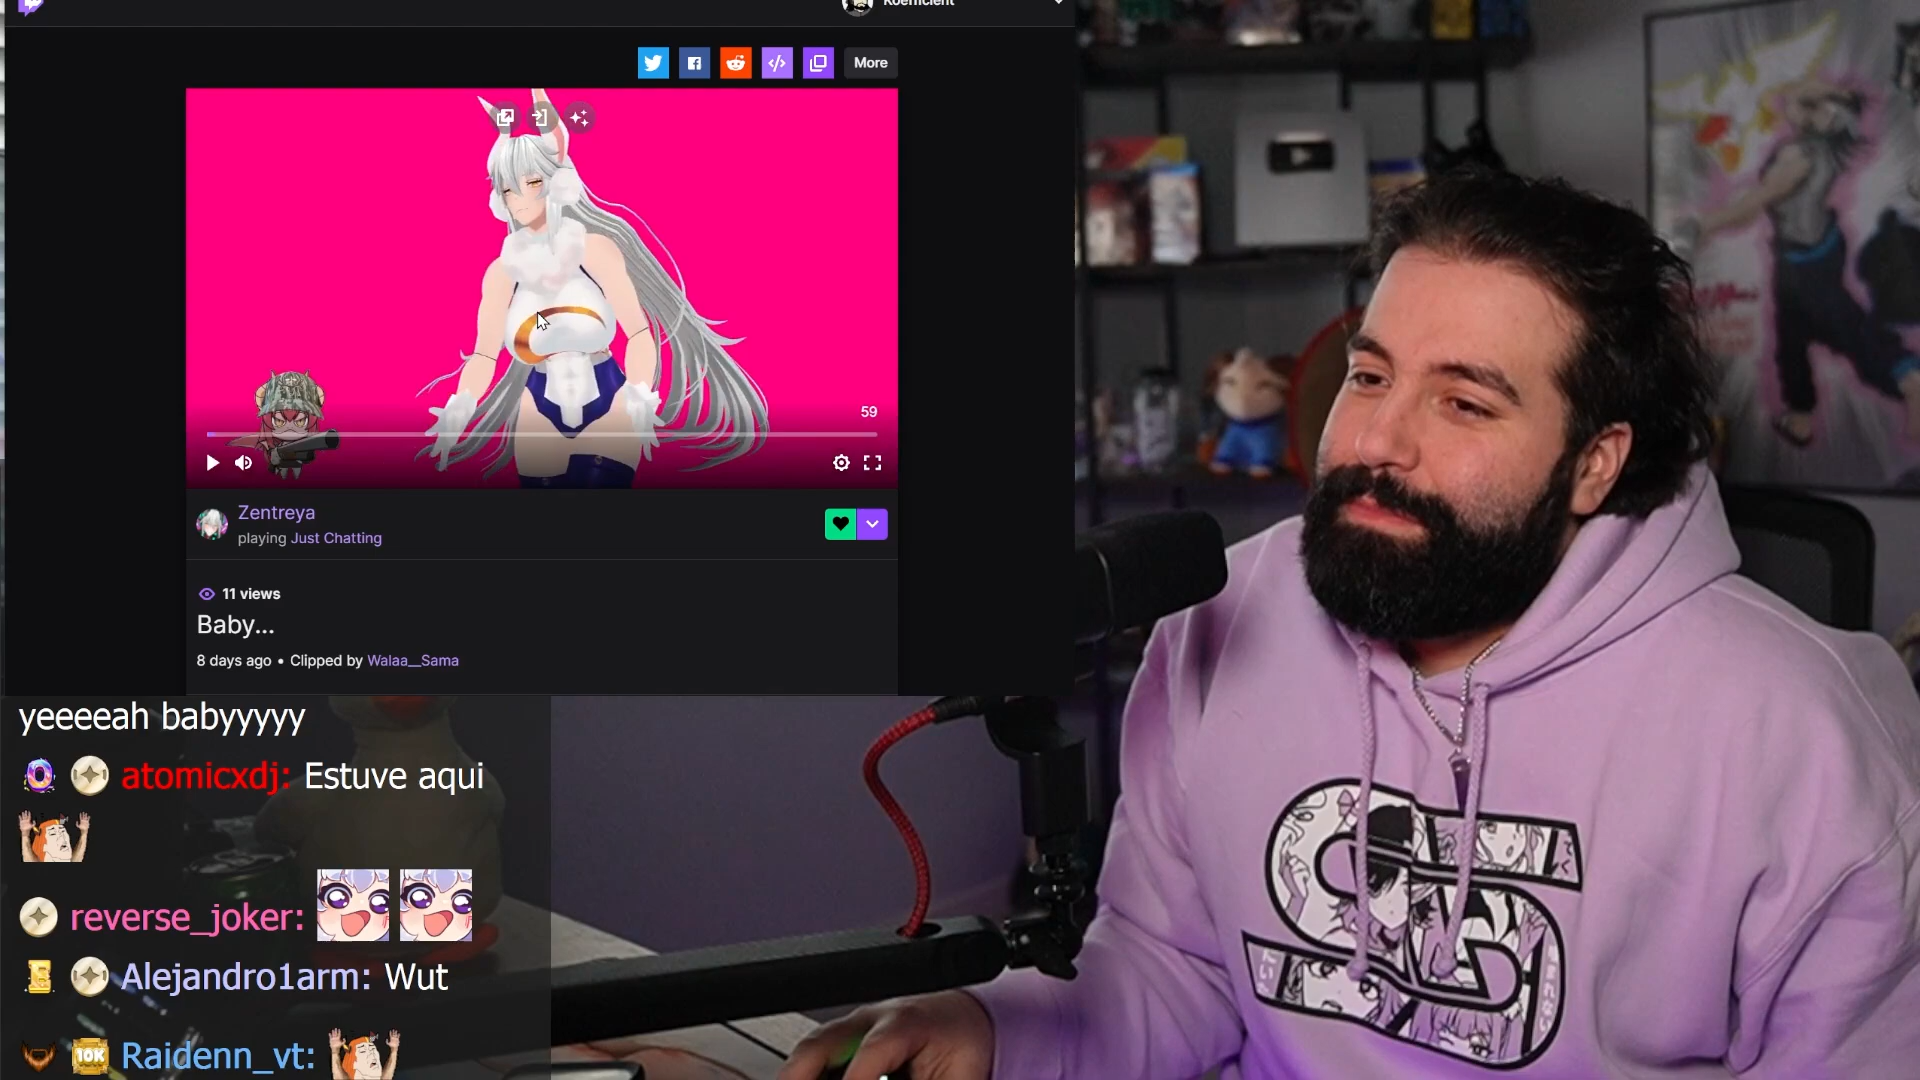 Koefficient
More
59
Zentreya
playing Just Chatting
11 views
Baby...
8 days ago • Clipped by Walaa__Sama
yeeeeah babyyyyy
atomicxdj: Estuve aqui
reverse_joker:
Alejandro1arm: Wut
10K Raidenn_vt: